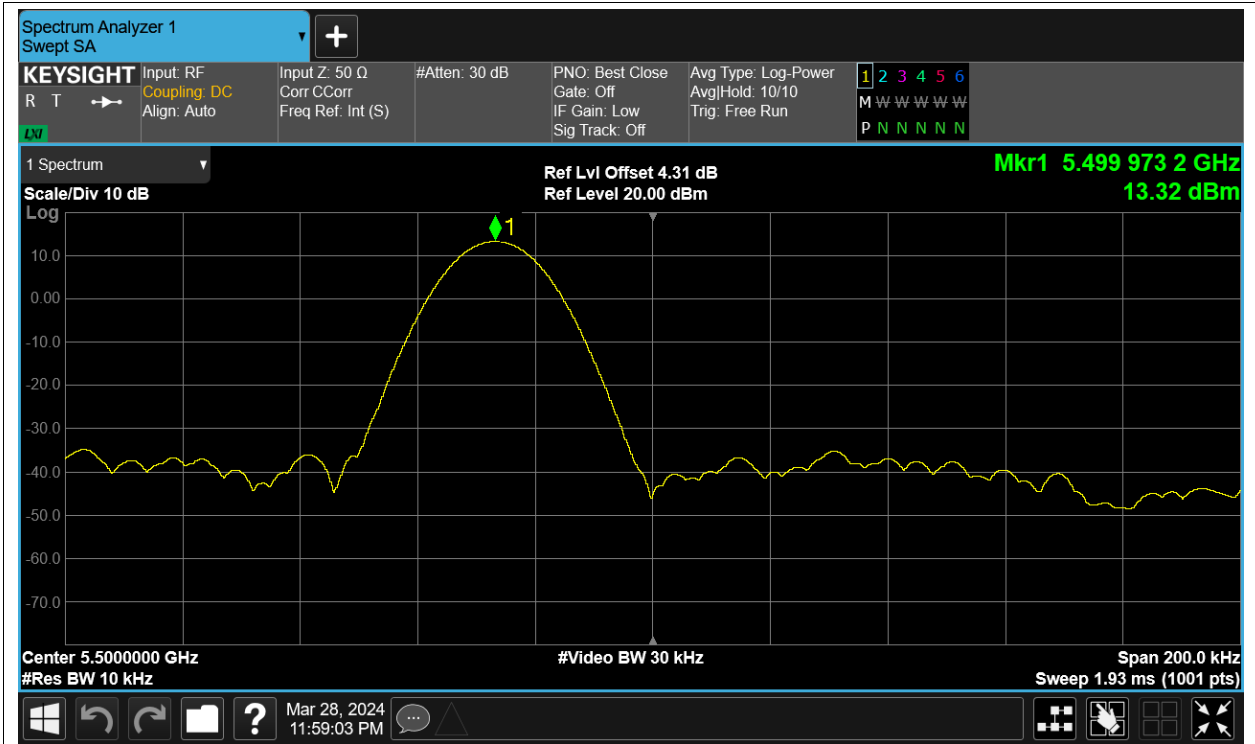 Spectrum Analyzer 1
Swept SA
KEYSIGHT
R T
LXI
Input: RF
Coupling: DC
Align: Auto
Input Z: 50 Ω
Corr CCorr
Freq Ref: Int (S)
#Atten: 30 dB
PNO: Best Close
Gate: Off
IF Gain: Low
Sig Track: Off
Avg Type: Log-Power
Avg|Hold: 10/10
Trig: Free Run
1 2 3 4 5 6
M W W W W W
P N N N N N
1 Spectrum
Scale/Div 10 dB
Ref Lvl Offset 4.31 dB
Ref Level 20.00 dBm
Mkr1 5.499 973 2 GHz
13.32 dBm
Log
1
10.0
0.00
-10.0
-20.0
-30.0
-40.0
-50.0
-60.0
-70.0
Center 5.5000000 GHz
#Video BW 30 kHz
Span 200.0 kHz
#Res BW 10 kHz
Sweep 1.93 ms (1001 pts)
?
Mar 28, 2024
11:59:03 PM